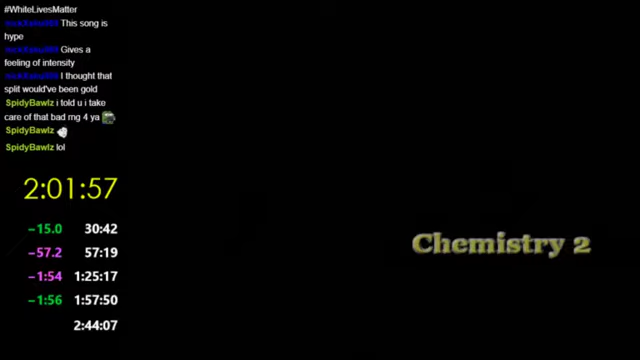 #WhiteLivesMatter
This song is
hype
Gives a
feeling of intensity
I thought that
split would've been gold
SpidyBawlz i told u i take
care of that bad rng 4 ya
SpidyBawlz
SpidyBawlz lol
2:01:57
-15.0 30:42
-57.2 57:19
-1:54 1:25:17
-1:56 1:57:50
2:44:07
Chemistry 2